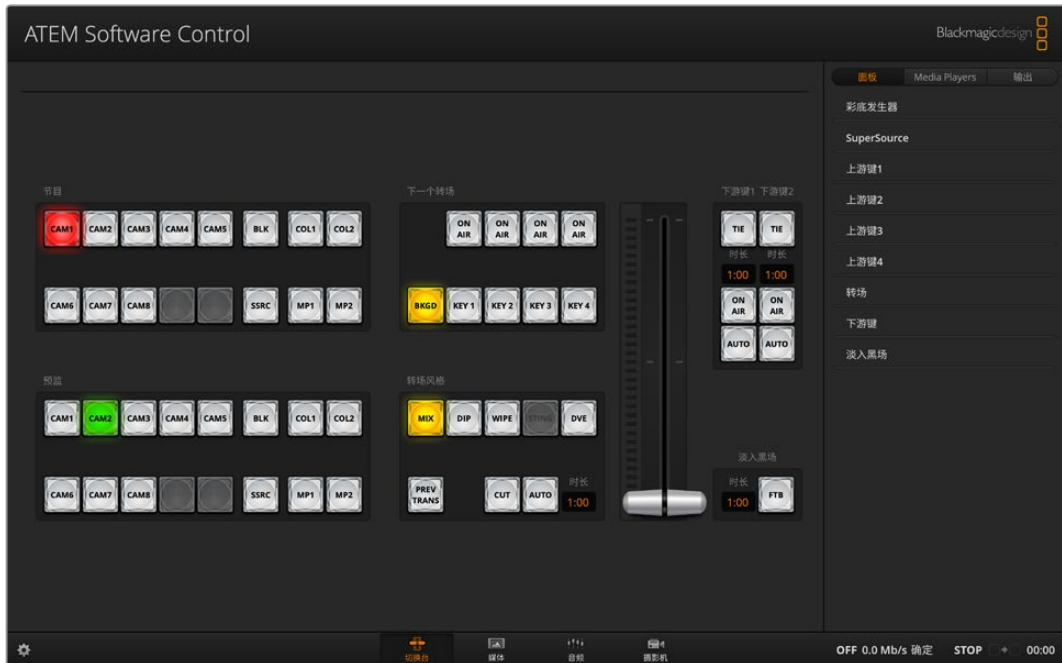 ATEM Software Control
Blackmagicdesign
面板 Media Players 输出
彩底发生器
SuperSource
上游键1
上游键2
上游键3
上游键4
转场
下游键
淡入黑场
节目
CAM1 CAM2 CAM3 CAM4 CAM5 BLK COL1 COL2
CAM6 CAM7 CAM8 SSRC MP1 MP2
下一个转场
ON AIR ON AIR ON AIR ON AIR
BKGD KEY 1 KEY 2 KEY 3 KEY 4
下游键1 下游键2
TIE TIE
时长 时长
1:00 1:00
ON AIR ON AIR
AUTO AUTO
预监
CAM1 CAM2 CAM3 CAM4 CAM5 BLK COL1 COL2
CAM6 CAM7 CAM8 SSRC MP1 MP2
转场风格
MIX DIP WIPE STING DVE
PREV TRANS CUT AUTO
时长
1:00
淡入黑场
时长
1:00 FTB
切换台 媒体 音频 摄影机
OFF 0.0 Mb/s 确定 STOP 00:00